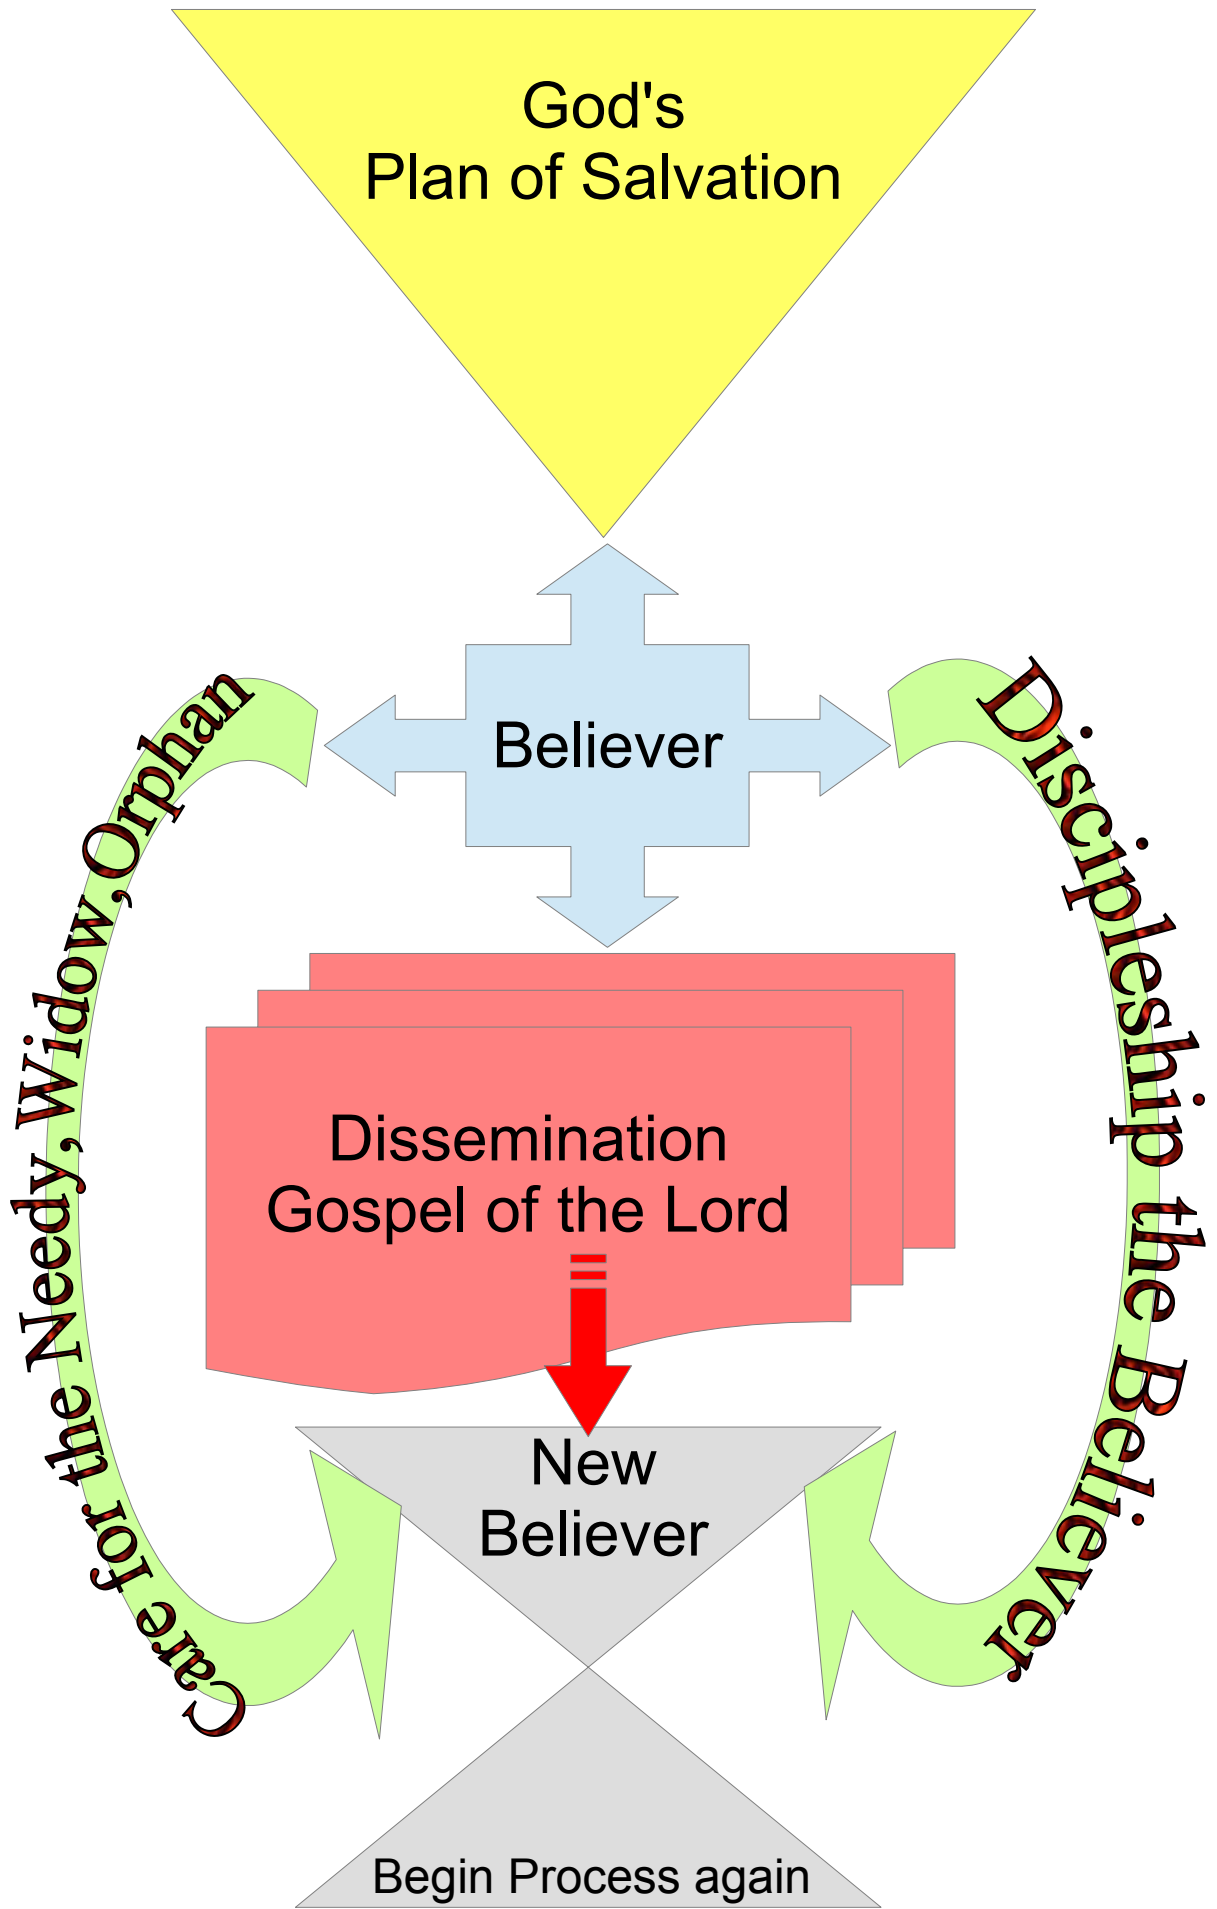 God's
Plan of Salvation
Believer
Care for the Needy, Widow, Orphan
Discipleship the Believer
Dissemination
Gospel of the Lord
New
Believer
Begin Process again